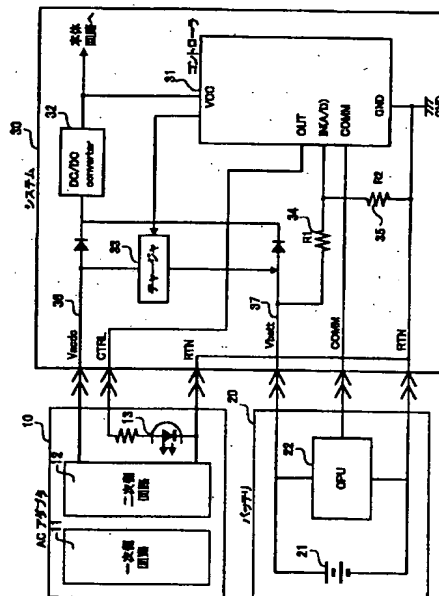 30
システム
32
DC/DC
converter
本体
回路へ
コントローラ
31
VCC
OUT
IN(A/D)
COMM
GND
GND
33
チャージャ
36
Vacdc
CTRL
RTN
34
R1
R2
35
37
Vbatt
COMM
RTN
10
ACアダプタ
11
一次側
回路
12
二次側
回路
13
20
バッテリ
21
22
CPU